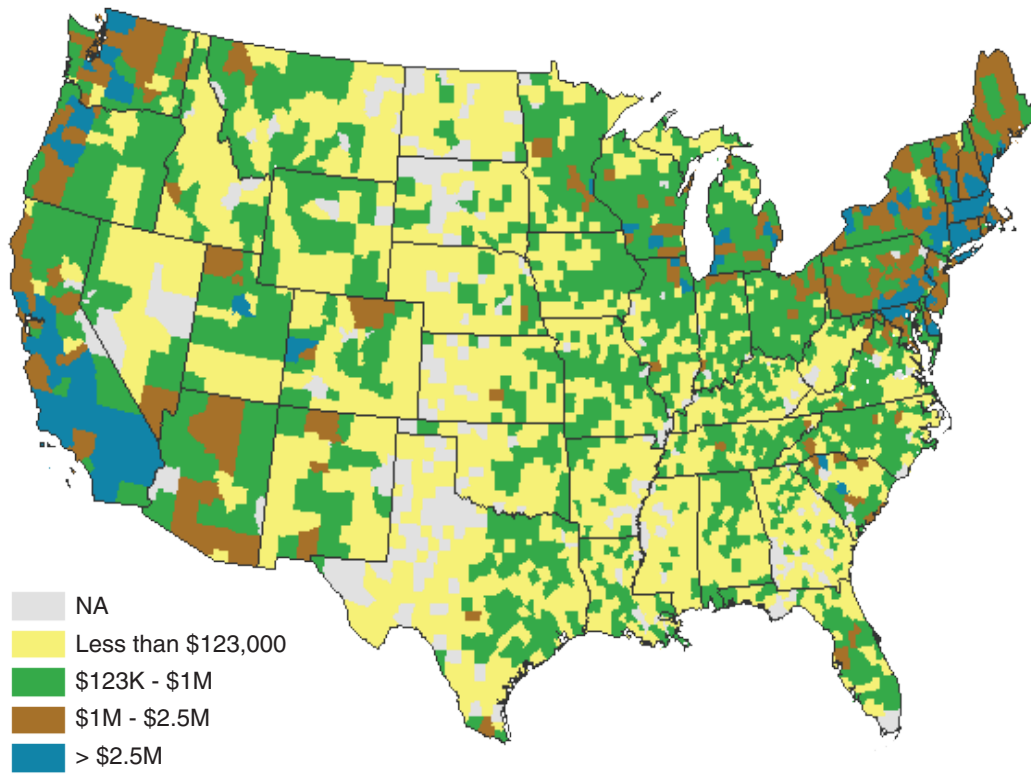 NA
Less than $123,000
$123K - $1M
$1M - $2.5M
> $2.5M